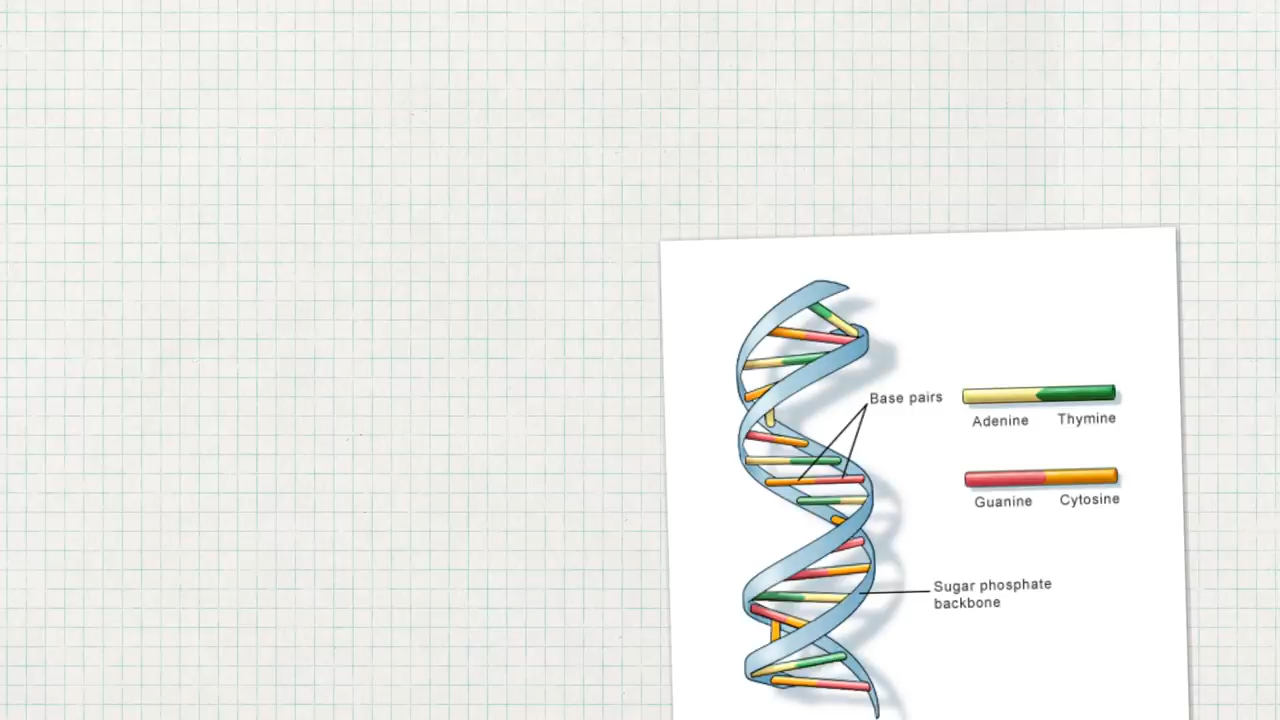 Base pairs
Adenine Thymine
Guanine Cytosine
Sugar phosphate
backbone